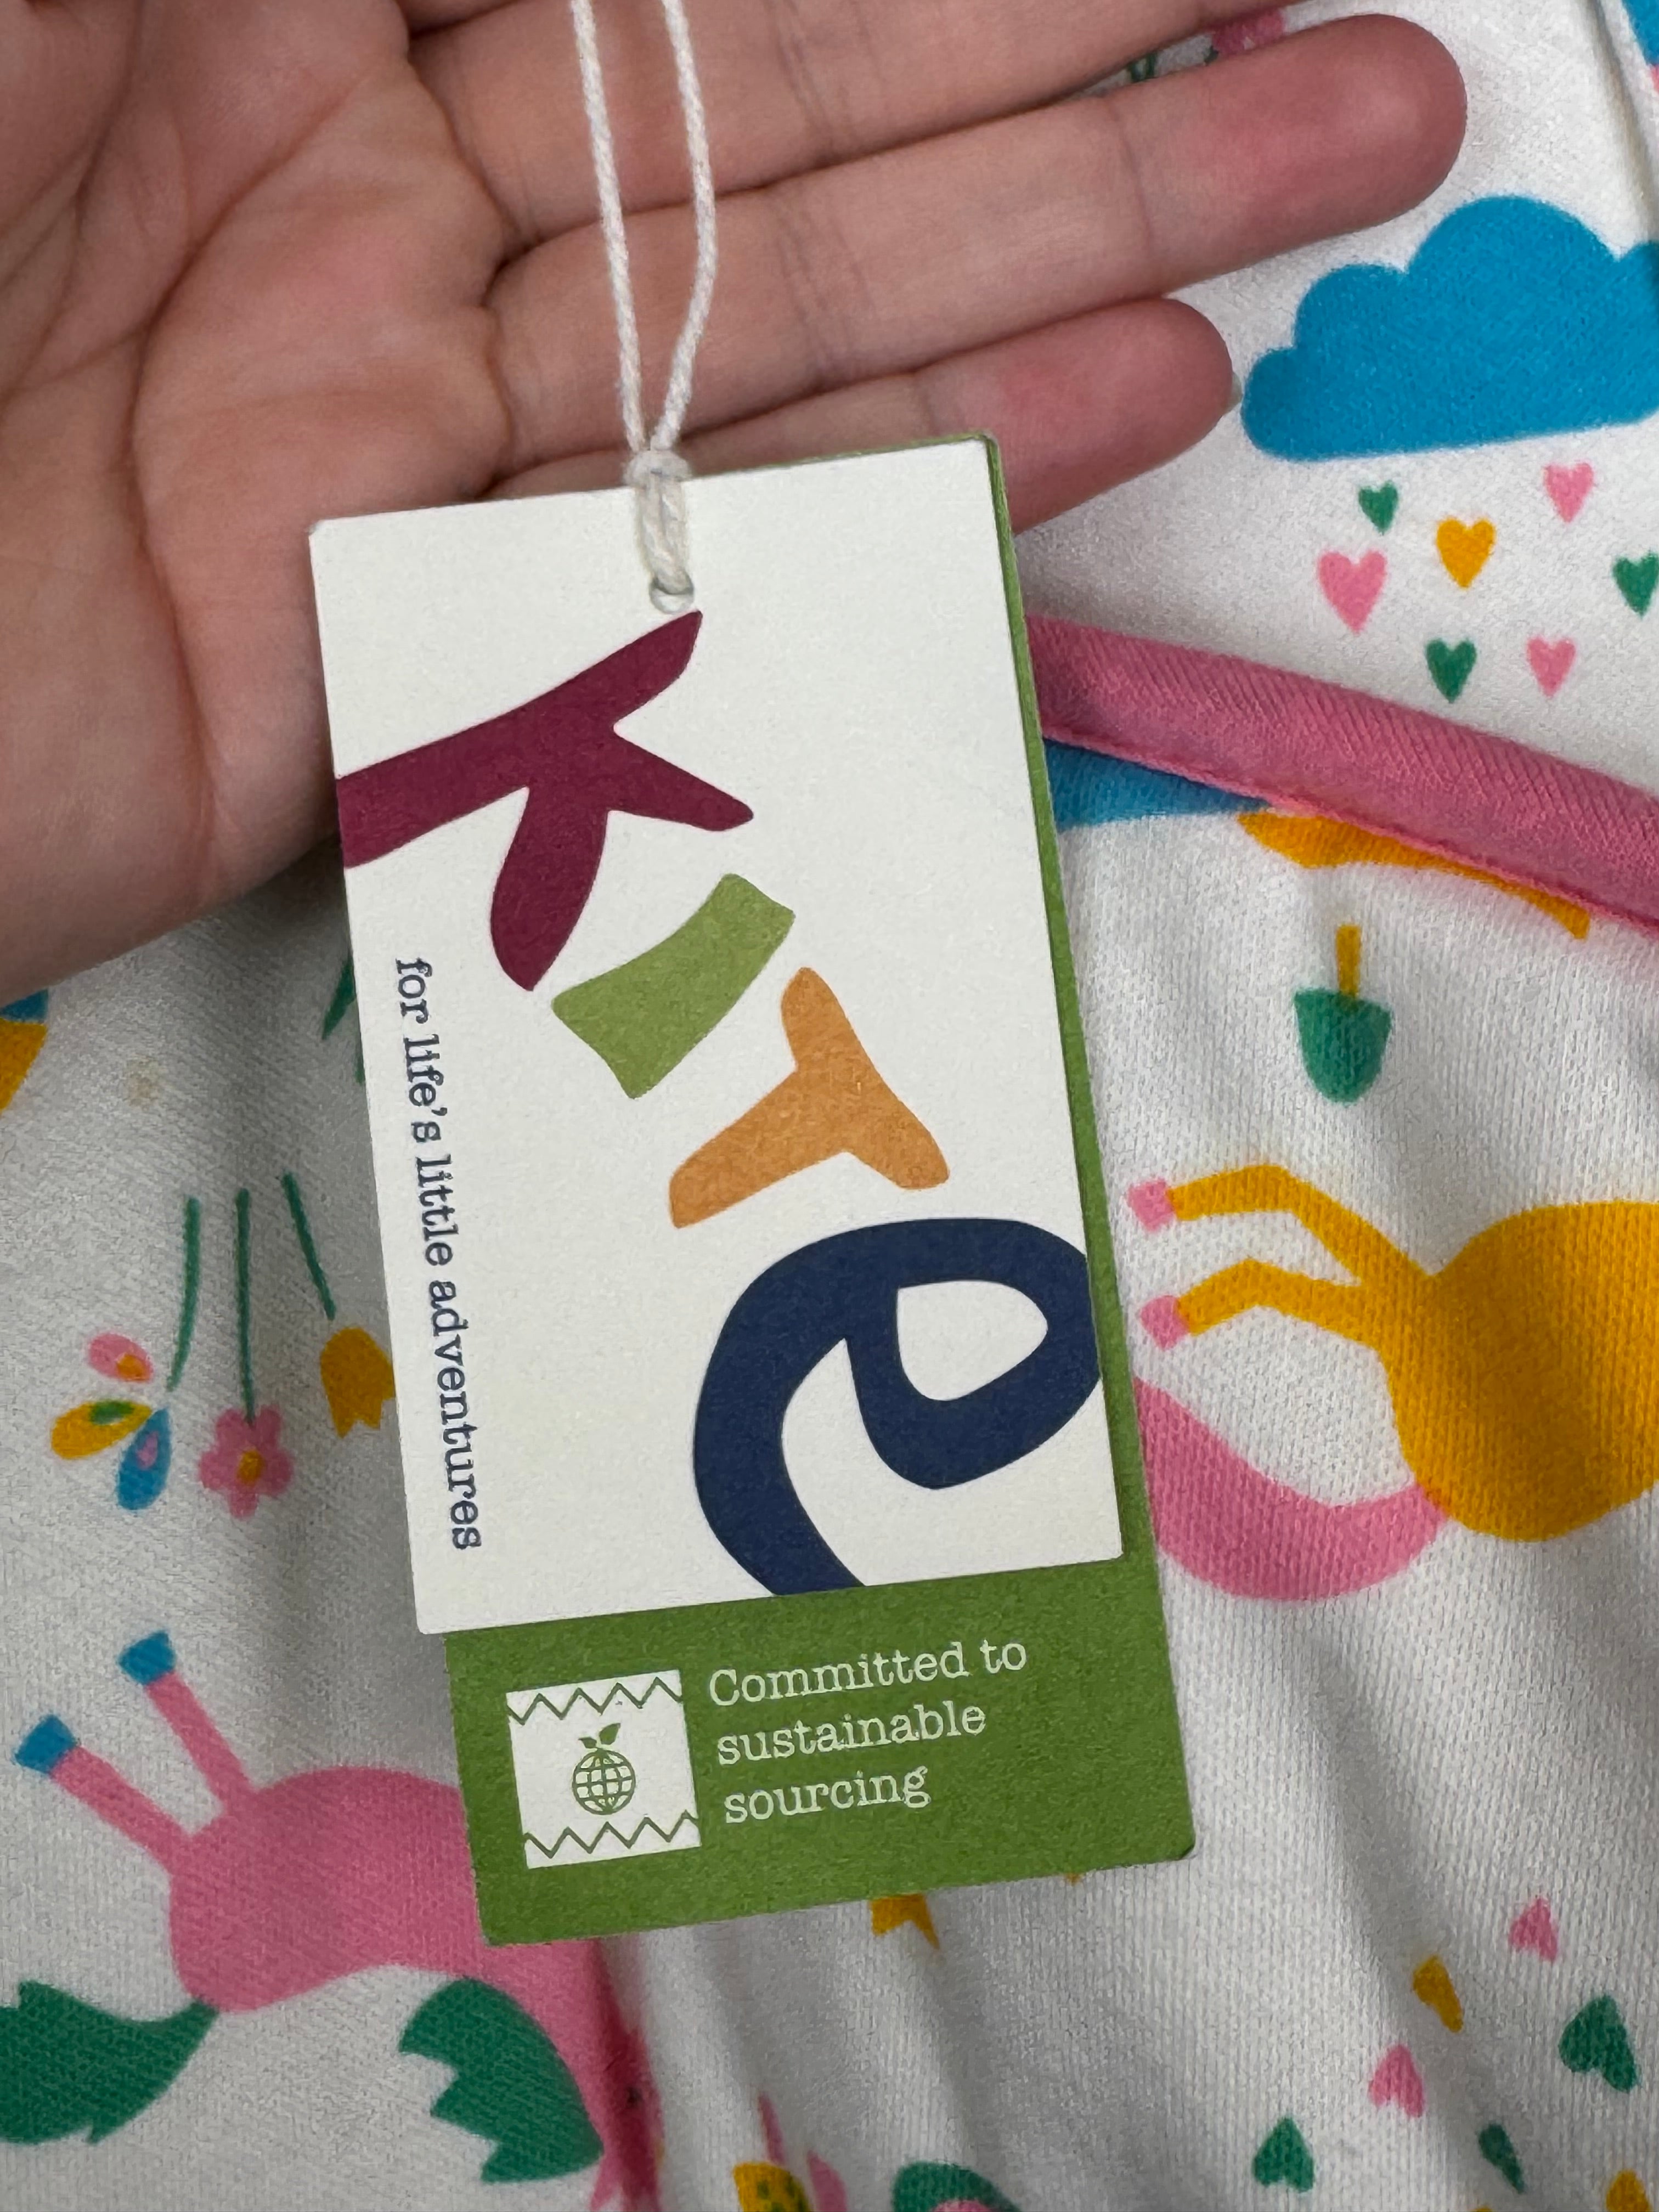 kite
for life's little adventures
Committed to
sustainable
sourcing